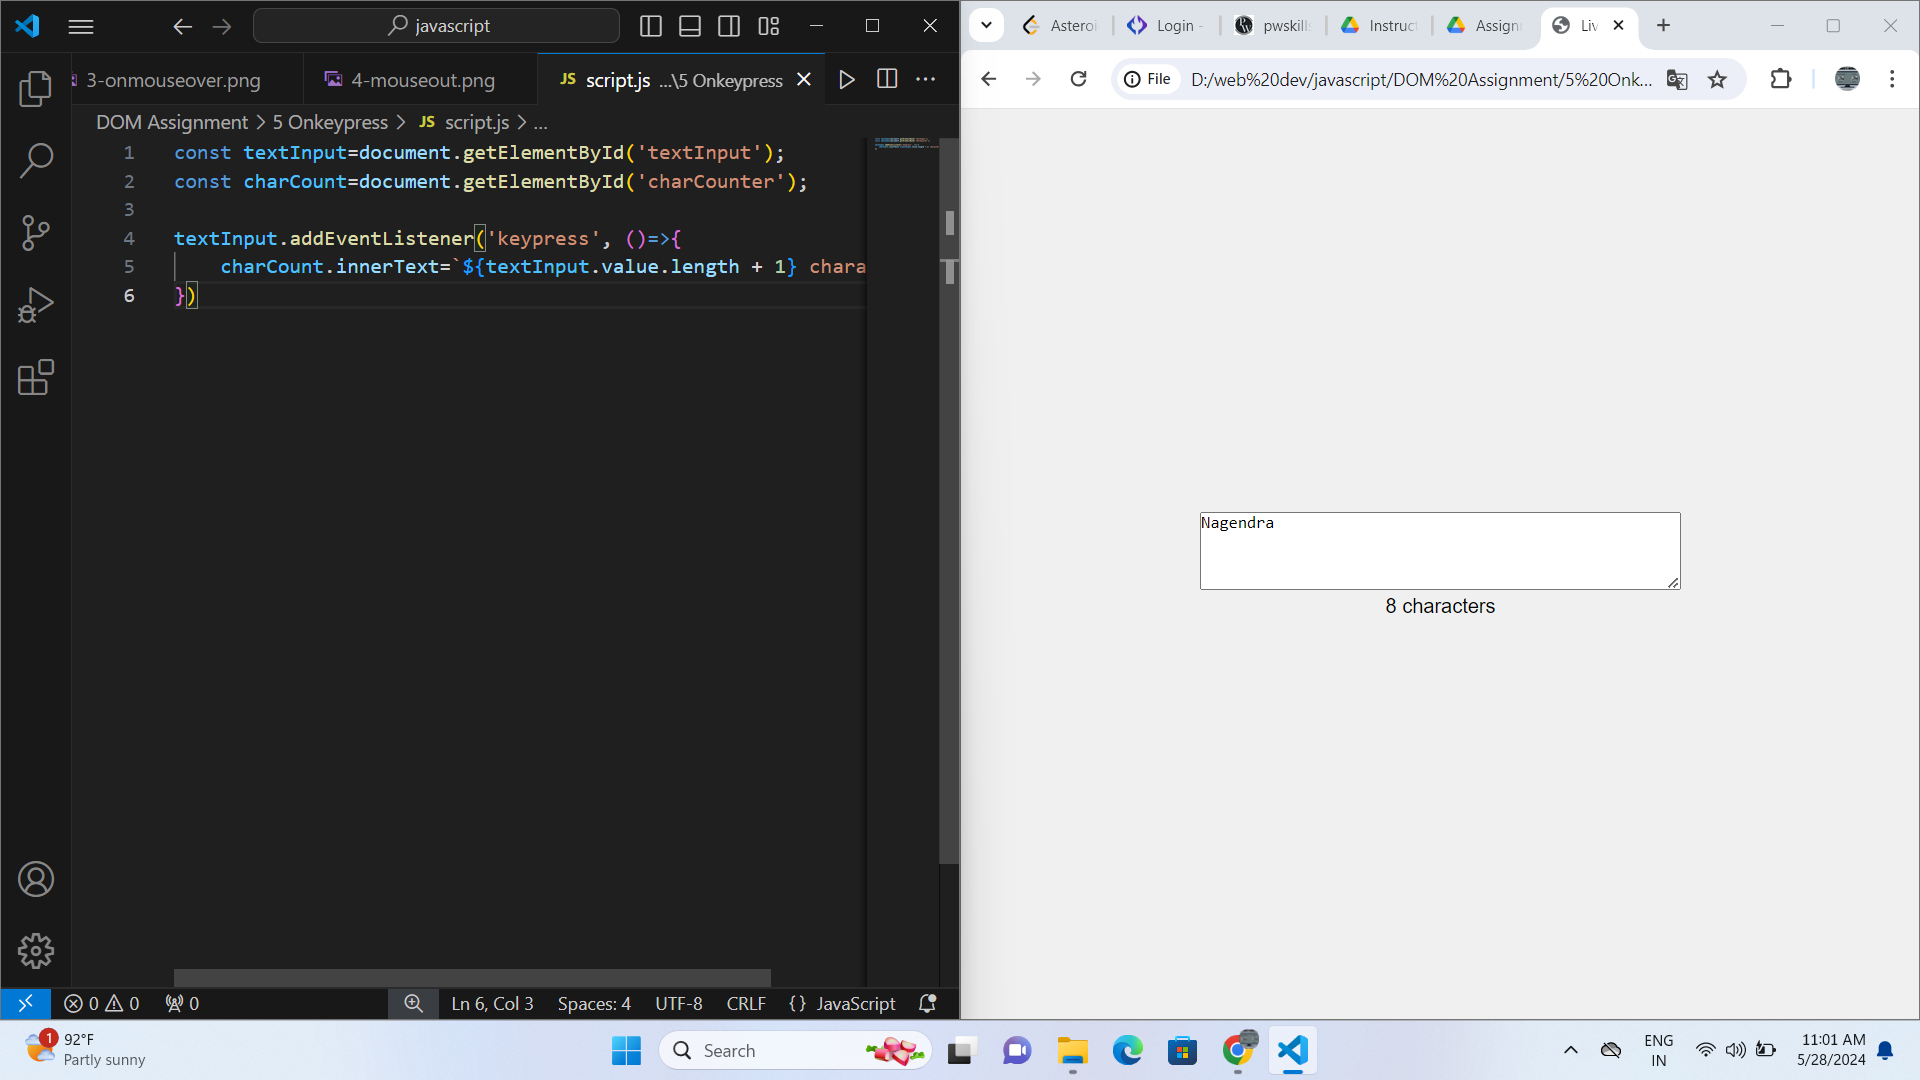 javascript
3-onmouseover.png
4-mouseout.png
JS script.js ...\5 Onkeypress
DOM Assignment > 5 Onkeypress > JS script.js > ...
1 const textInput=document.getElementById('textInput');
2 const charCount=document.getElementById('charCounter');
3
4 textInput.addEventListener('keypress', ()=>{
5 charCount.innerText=`${textInput.value.length + 1} chara
6 })
0 0 0
Ln 6, Col 3 Spaces: 4 UTF-8 CRLF {} JavaScript
Asteroi
Login -
pwskills
Instruct
Assignm
Liv
File D:/web%20dev/javascript/DOM%20Assignment/5%20Onk...
Nagendra
8 characters
1
92°F
Partly sunny
Search
ENG
IN
11:01 AM
5/28/2024